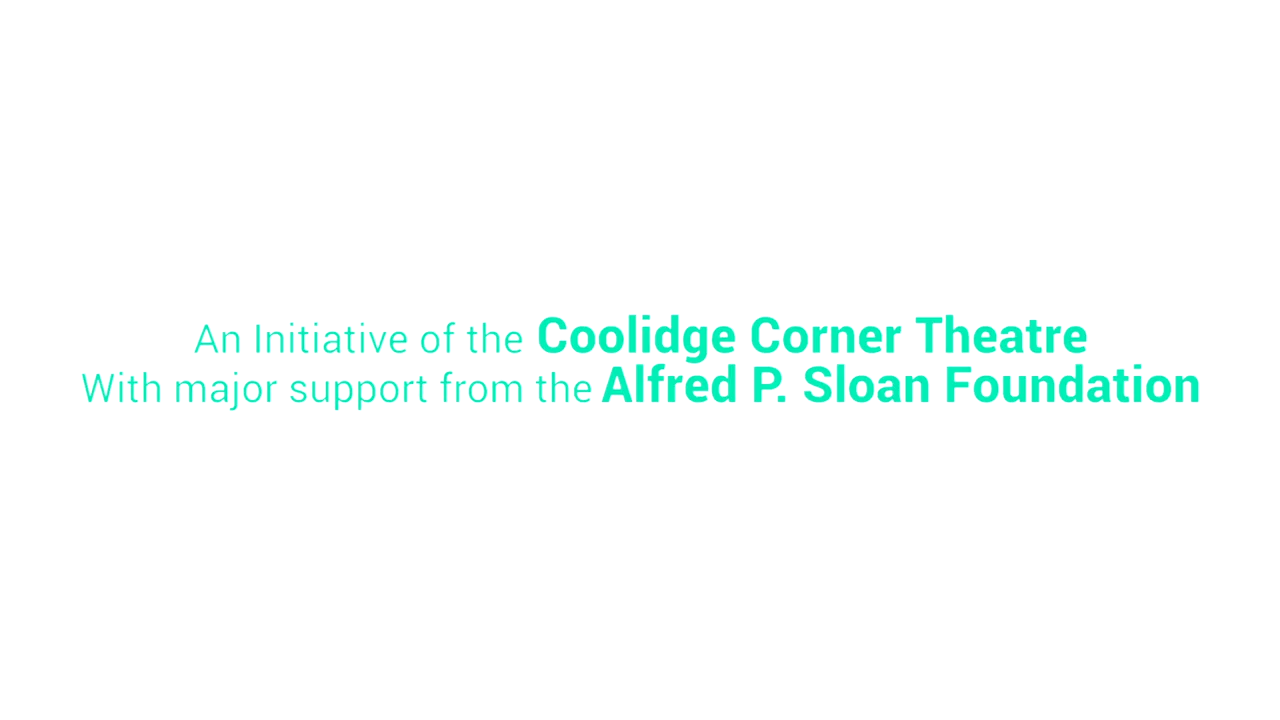 An Initiative of the Coolidge Corner Theatre
With major support from the Alfred P. Sloan Foundation